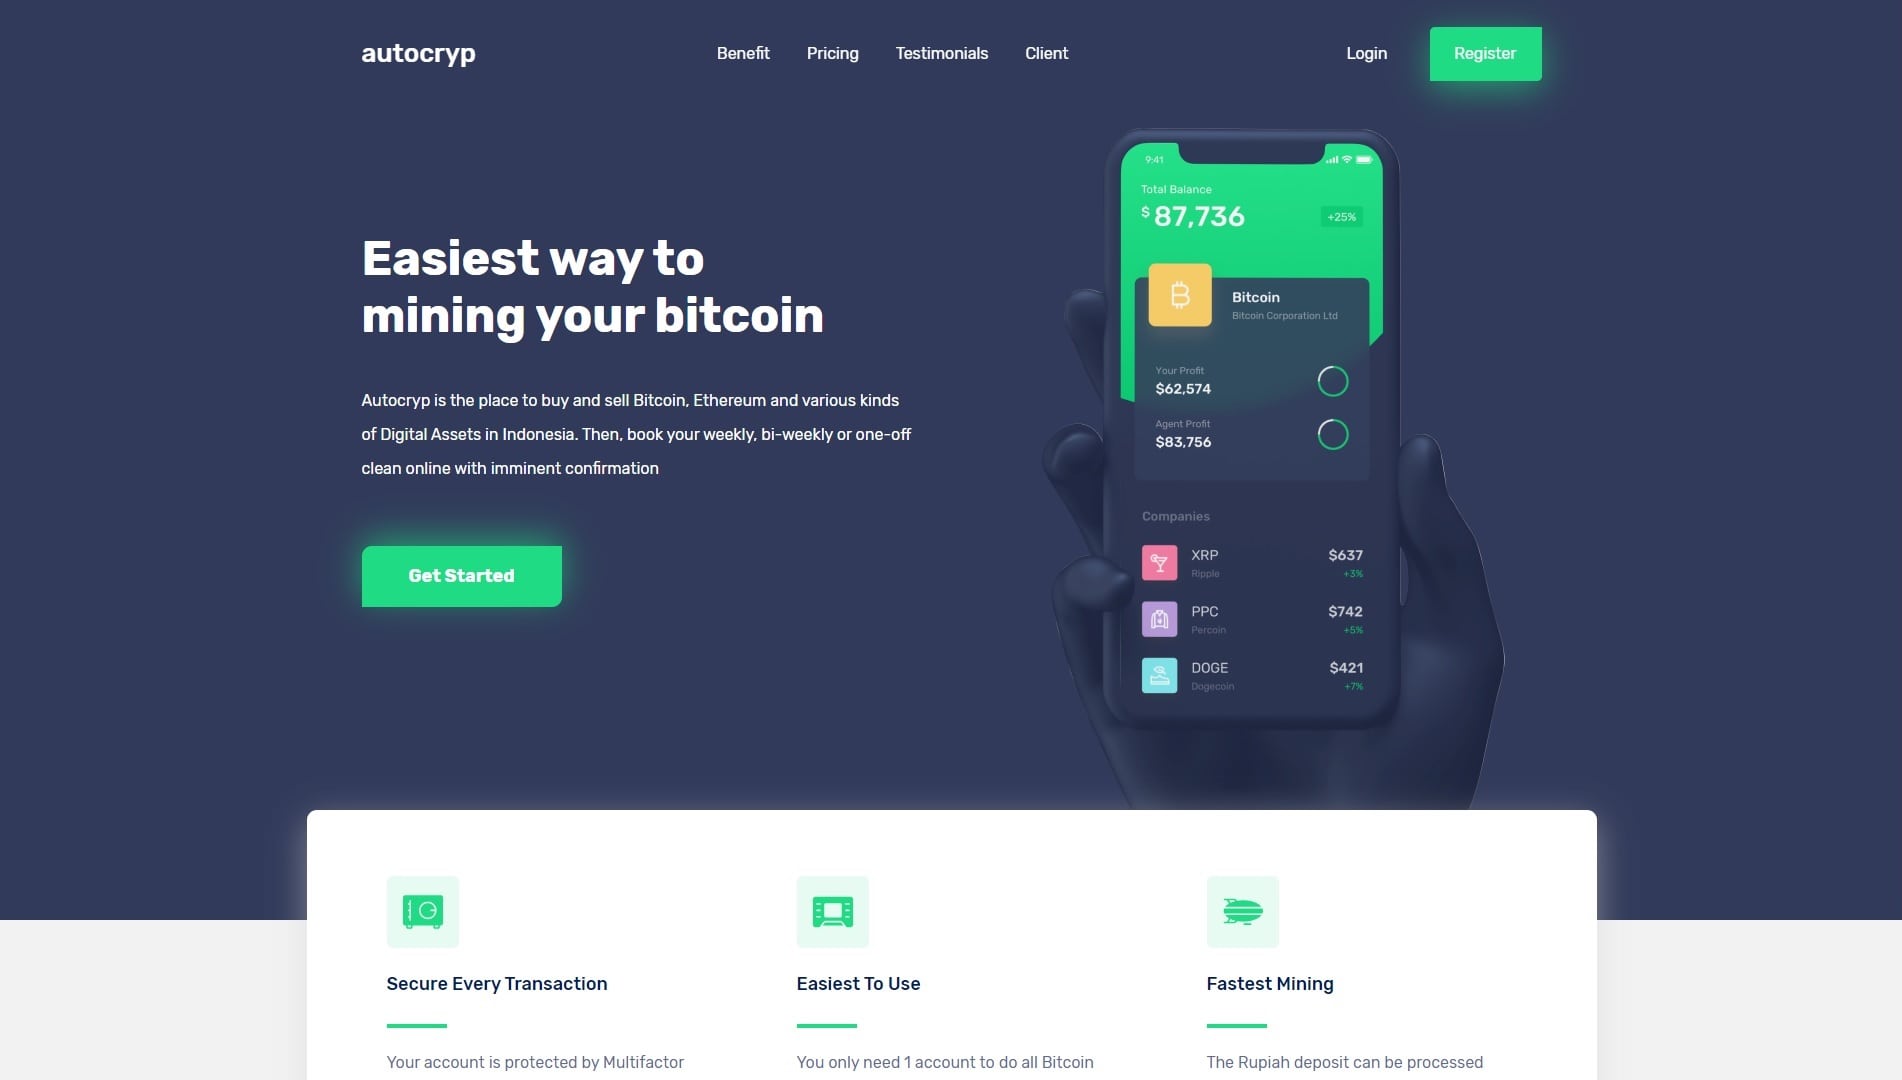 autocryp
Benefit
Pricing
Testimonials
Client
Login
Register
Easiest way to
mining your bitcoin
Autocryp is the place to buy and sell Bitcoin, Ethereum and various kinds
of Digital Assets in Indonesia. Then, book your weekly, bi-weekly or one-off
clean online with imminent confirmation
Get Started
9:41
Total Balance
$ 87,736
+25%
Bitcoin
Bitcoin Corporation Ltd
Your Profit
$62,574
Agent Profit
$83,756
Companies
XRP $637
Ripple +3%
PPC $742
Percoin +5%
DOGE $421
Dogecoin +7%
Secure Every Transaction
Your account is protected by Multifactor
Easiest To Use
You only need 1 account to do all Bitcoin
Fastest Mining
The Rupiah deposit can be processed